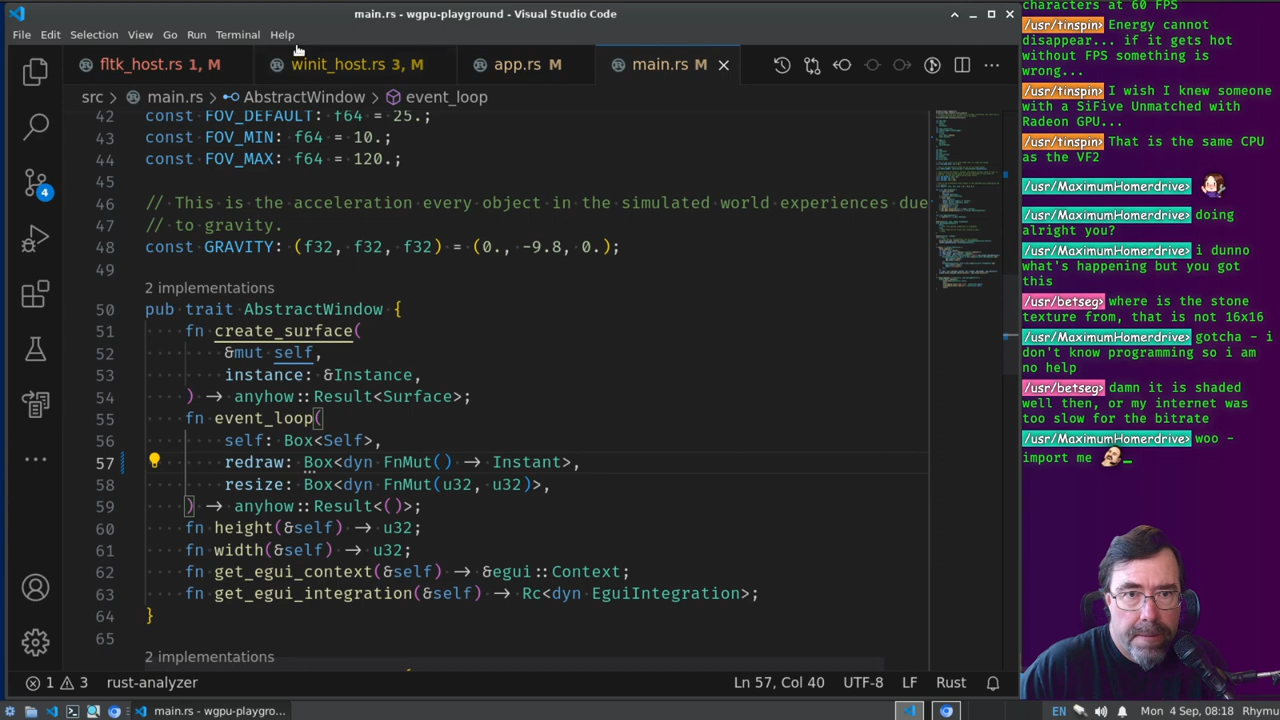 main.rs - wgpu-playground - Visual Studio Code
File Edit Selection View Go Run Terminal Help
fltk_host.rs 1, M winit_host.rs 3, M app.rs M main.rs M
src > main.rs > AbstractWindow > event_loop
42 const FOV_DEFAULT: f64 = 25.;
43 const FOV_MIN: f64 = 10.;
44 const FOV_MAX: f64 = 120.;
45
46 // This is the acceleration every object in the simulated world experiences due
47 // to gravity.
48 const GRAVITY: (f32, f32, f32) = (0., -9.8, 0.);
49
2 implementations
50 pub trait AbstractWindow {
51 fn create_surface(
52 &mut self,
53 instance: &Instance,
54 ) -> anyhow::Result<Surface>;
55 fn event_loop(
56 self: Box<Self>,
57 redraw: Box<dyn FnMut() -> Instant>,
58 resize: Box<dyn FnMut(u32, u32)>,
59 ) -> anyhow::Result<()>;
60 fn height(&self) -> u32;
61 fn width(&self) -> u32;
62 fn get_egui_context(&self) -> &egui::Context;
63 fn get_egui_integration(&self) -> Rc<dyn EguiIntegration>;
64 }
65
2 implementations
4
1 3 rust-analyzer Ln 57, Col 40 UTF-8 LF Rust
main.rs - wgpu-playgro... EN Mon 4 Sep, 08:18 Rhymu
characters at 60 FPS
/usr/tinspin> Energy cannot
disappear... if it gets hot
without FPS something is
wrong...
/usr/tinspin> I wish I knew someone
with a SiFive Unmatched with
Radeon GPU...
/usr/tinspin> That is the same CPU
as the VF2
/usr/MaximumHomerdrive>
/usr/MaximumHomerdrive> doing
alright you?
/usr/MaximumHomerdrive> i dunno
what's happening but you got
this
/usr/betseg> where is the stone
texture from, that is not 16x16
/usr/MaximumHomerdrive> gotcha - i
don't know programming so i am
no help
/usr/betseg> damn it is shaded
well then, or my internet was
too slow for the bitrate
/usr/MaximumHomerdrive> woo -
import me